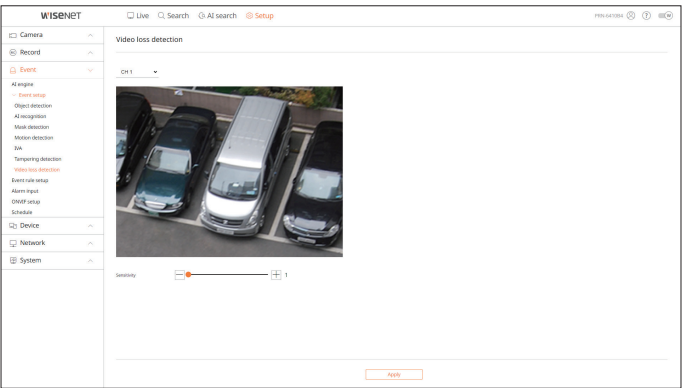 WISENET
Live
Search
AI search
Setup
PRN-6410B4
Camera
Record
Event
AI engine
Event setup
Object detection
AI recognition
Mask detection
Motion detection
IVA
Tampering detection
Video loss detection
Event rule setup
Alarm input
ONVIF setup
Schedule
Device
Network
System
Video loss detection
CH 1
Sensitivity
1
Apply